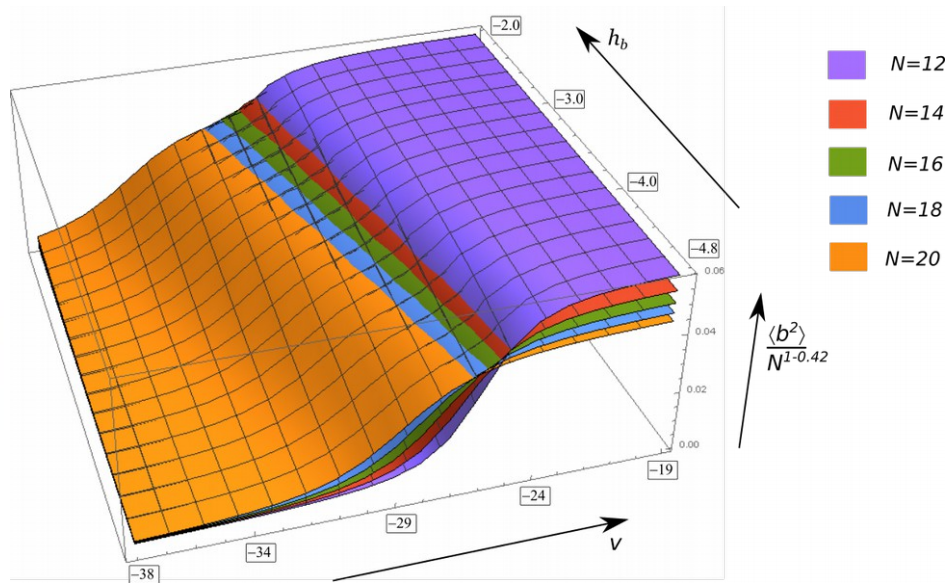 −2.0
h_b
−3.0
−4.0
−4.8
0.06
0.04
0.02
0.00
⟨b²⟩
N^{1-0.42}
−19
−24
−29
−34
−38
v
N=12
N=14
N=16
N=18
N=20